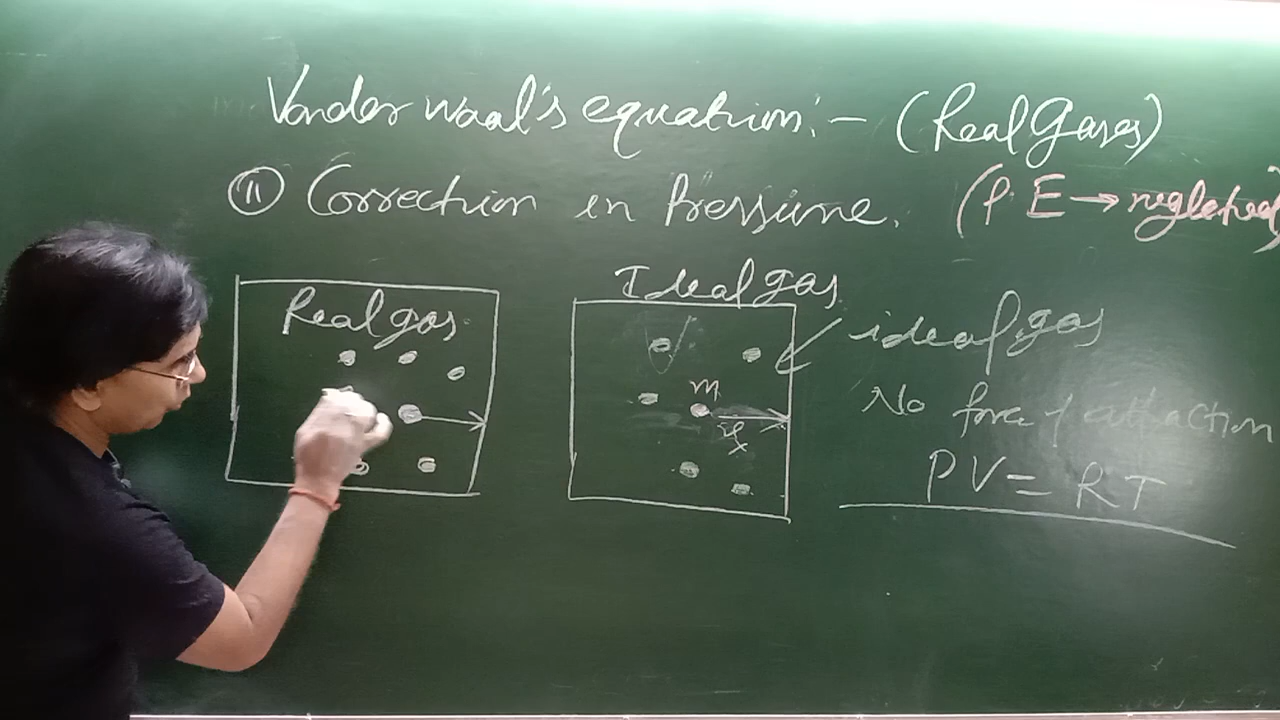 Vander waal's equation :- (Real Gases)
(II) Correction in Pressure. (P.E → negleted)
Real gas.
Ideal gas
ideal gas
m
No force of attraction
PV = RT